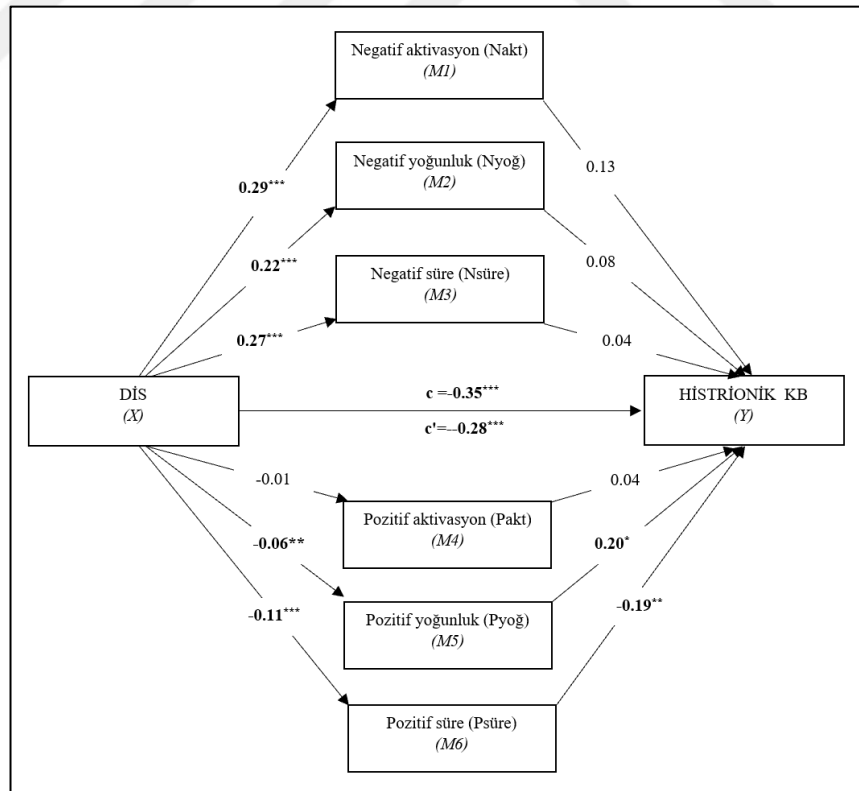 Negatif aktivasyon (Nakt)
(M1)
0.13
Negatif yoğunluk (Nyoğ)
(M2)
0.29***
0.08
0.22***
Negatif süre (Nsüre)
(M3)
0.27***
0.04
DİS
(X)
c =-0.35***
c'=--0.28***
HİSTRİONİK KB
(Y)
-0.01
0.04
Pozitif aktivasyon (Pakt)
(M4)
-0.06**
0.20*
-0.11***
-0.19**
Pozitif yoğunluk (Pyoğ)
(M5)
Pozitif süre (Psüre)
(M6)